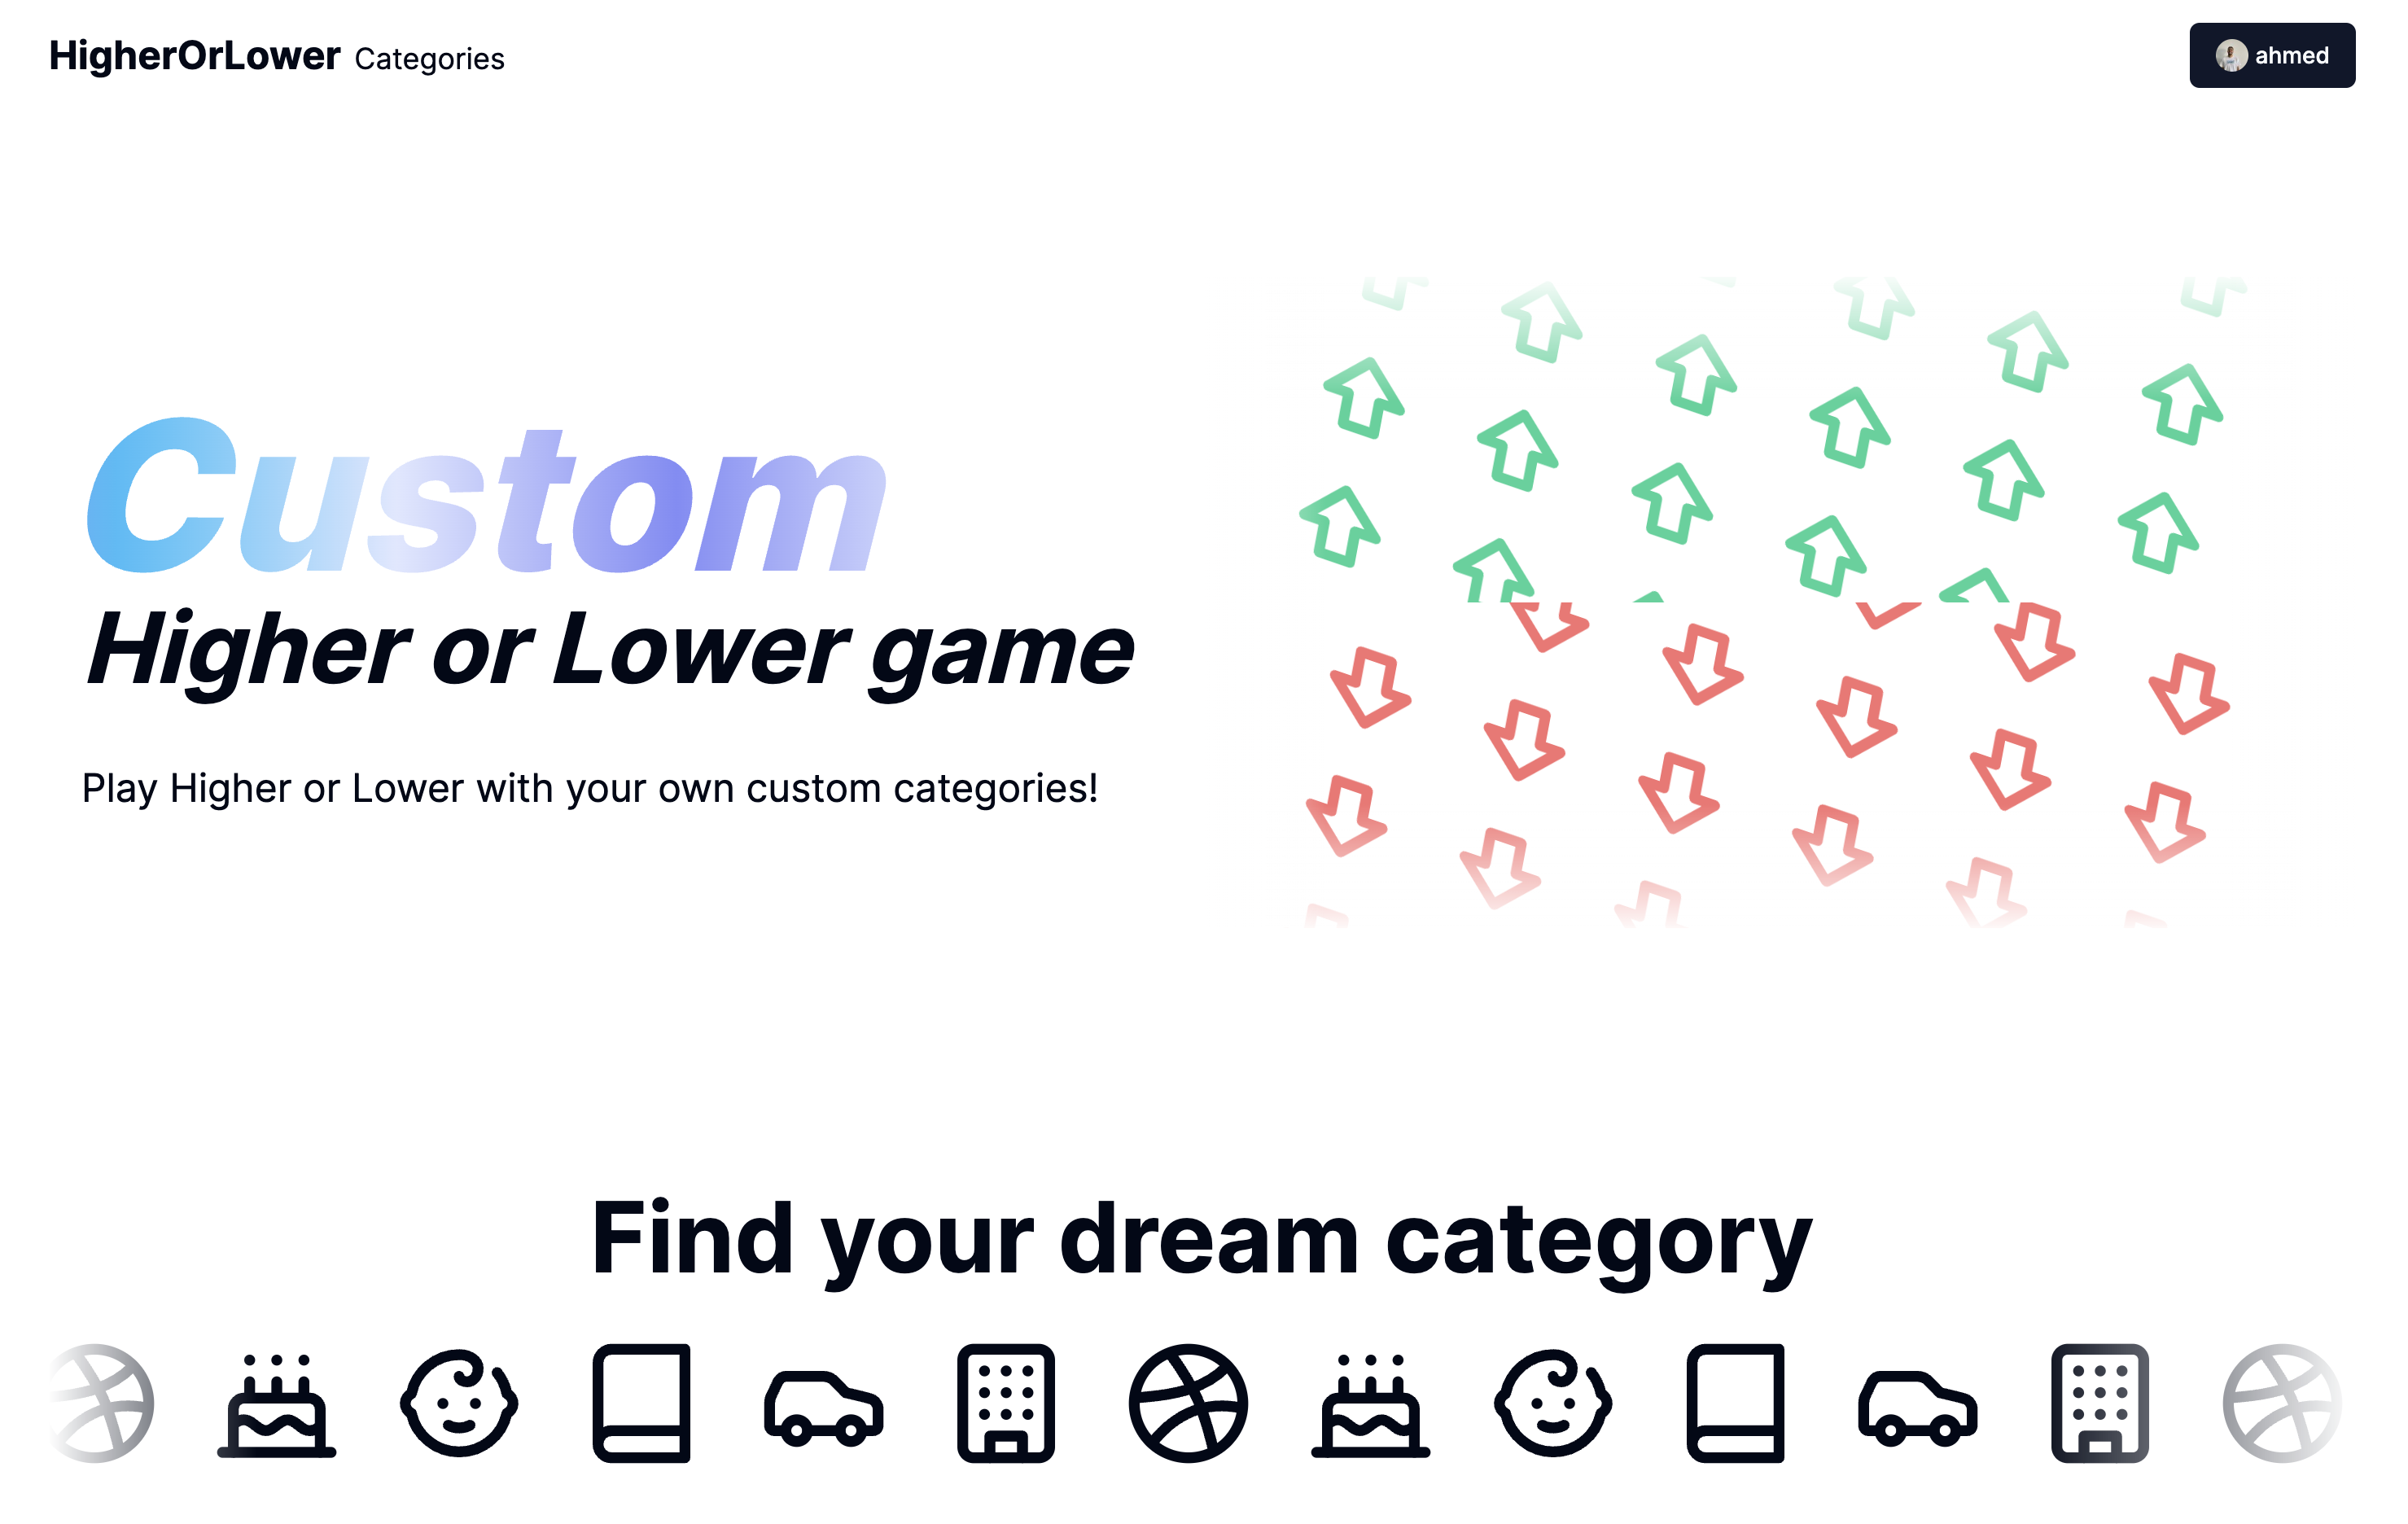 HigherOrLower Categories
ahmed
Custom
Higher or Lower game
Play Higher or Lower with your own custom categories!
Find your dream category